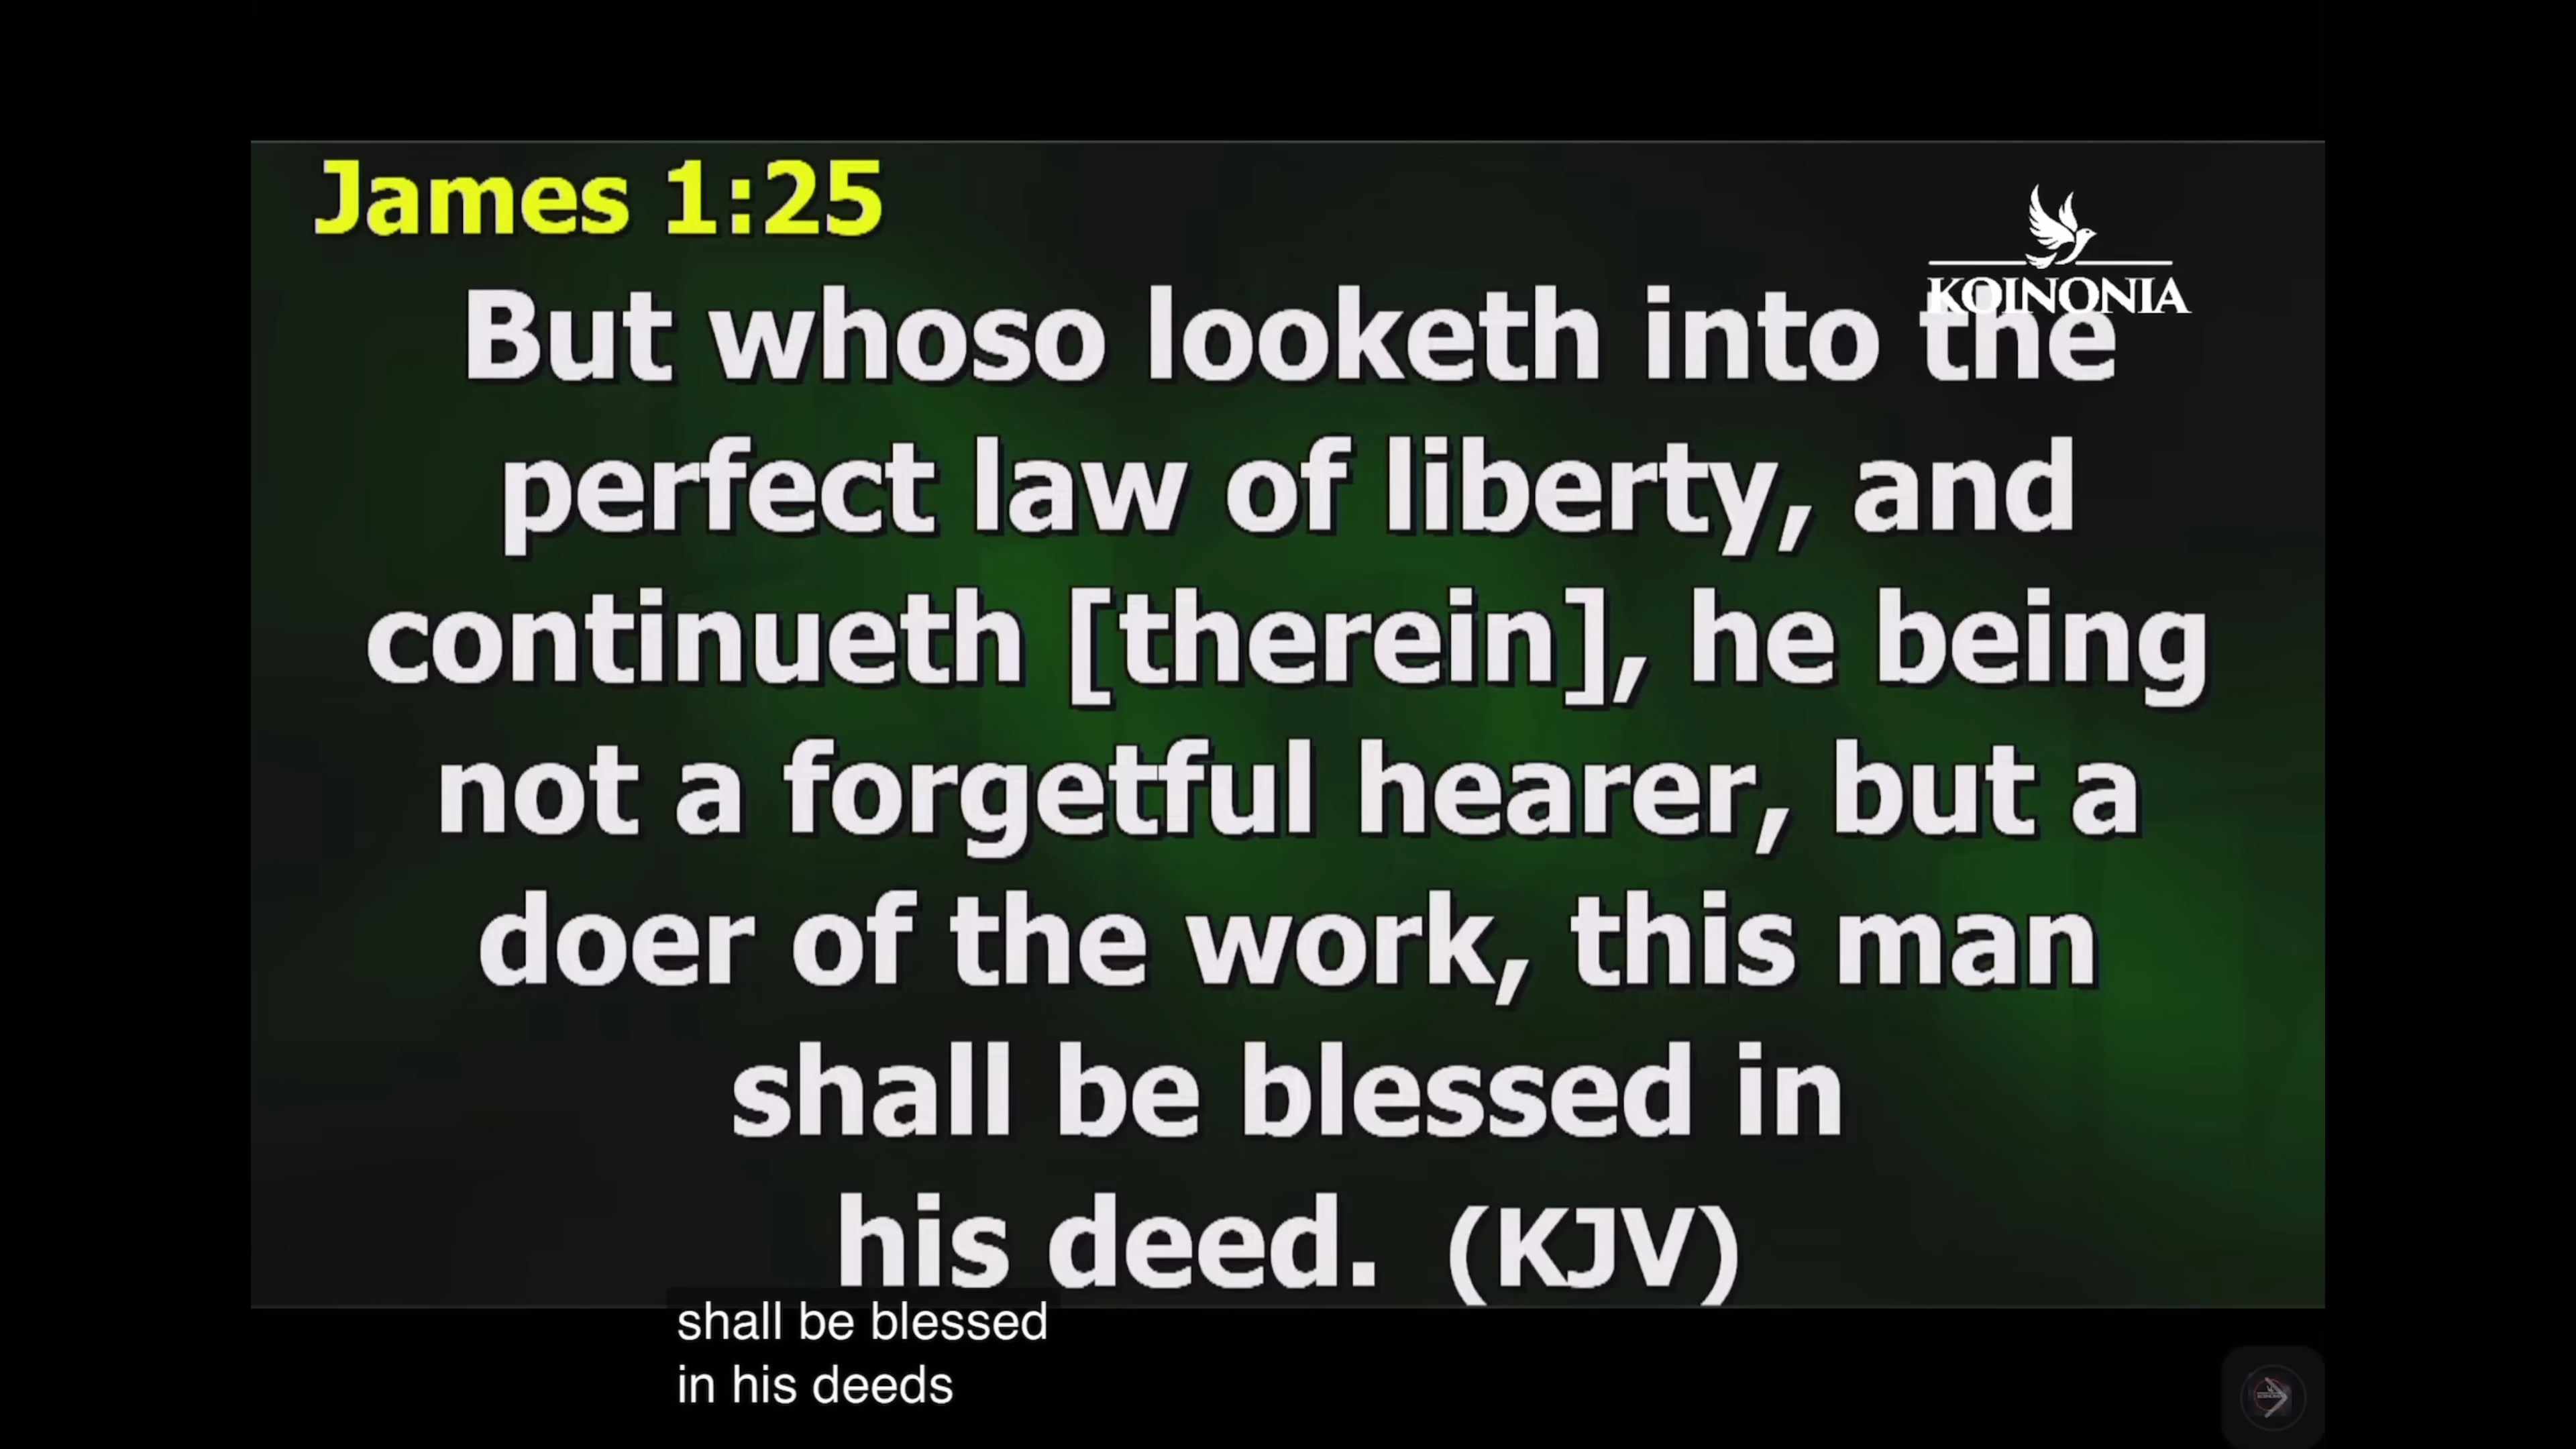 James 1:25
KOINONIA
But whoso looketh into the
perfect law of liberty, and
continueth [therein], he being
not a forgetful hearer, but a
doer of the work, this man
shall be blessed in
his deed. (KJV)
shall be blessed
in his deeds